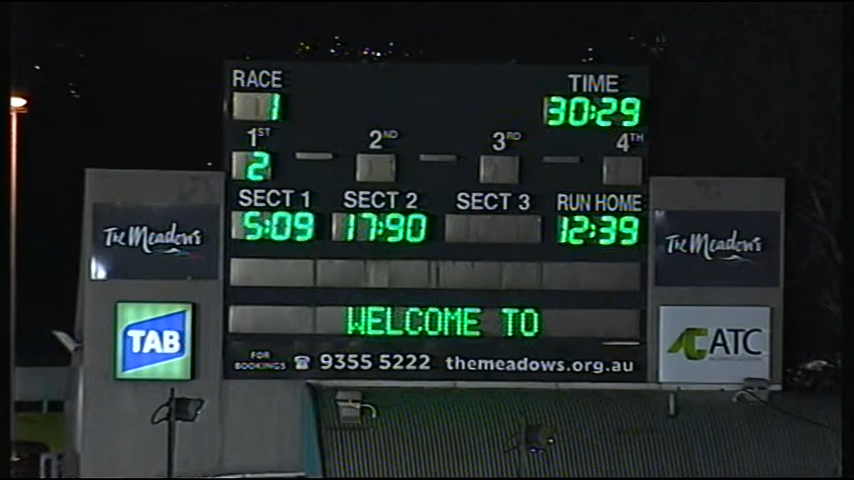 RACE TIME
1 30:29
1ST 2ND 3RD 4TH
2
SECT 1 SECT 2 SECT 3 RUN HOME
5:09 17:90 12:39
The Meadows
The Meadows
WELCOME TO
TAB
ATC
FOR BOOKINGS ☎ 9355 5222 themeadows.org.au